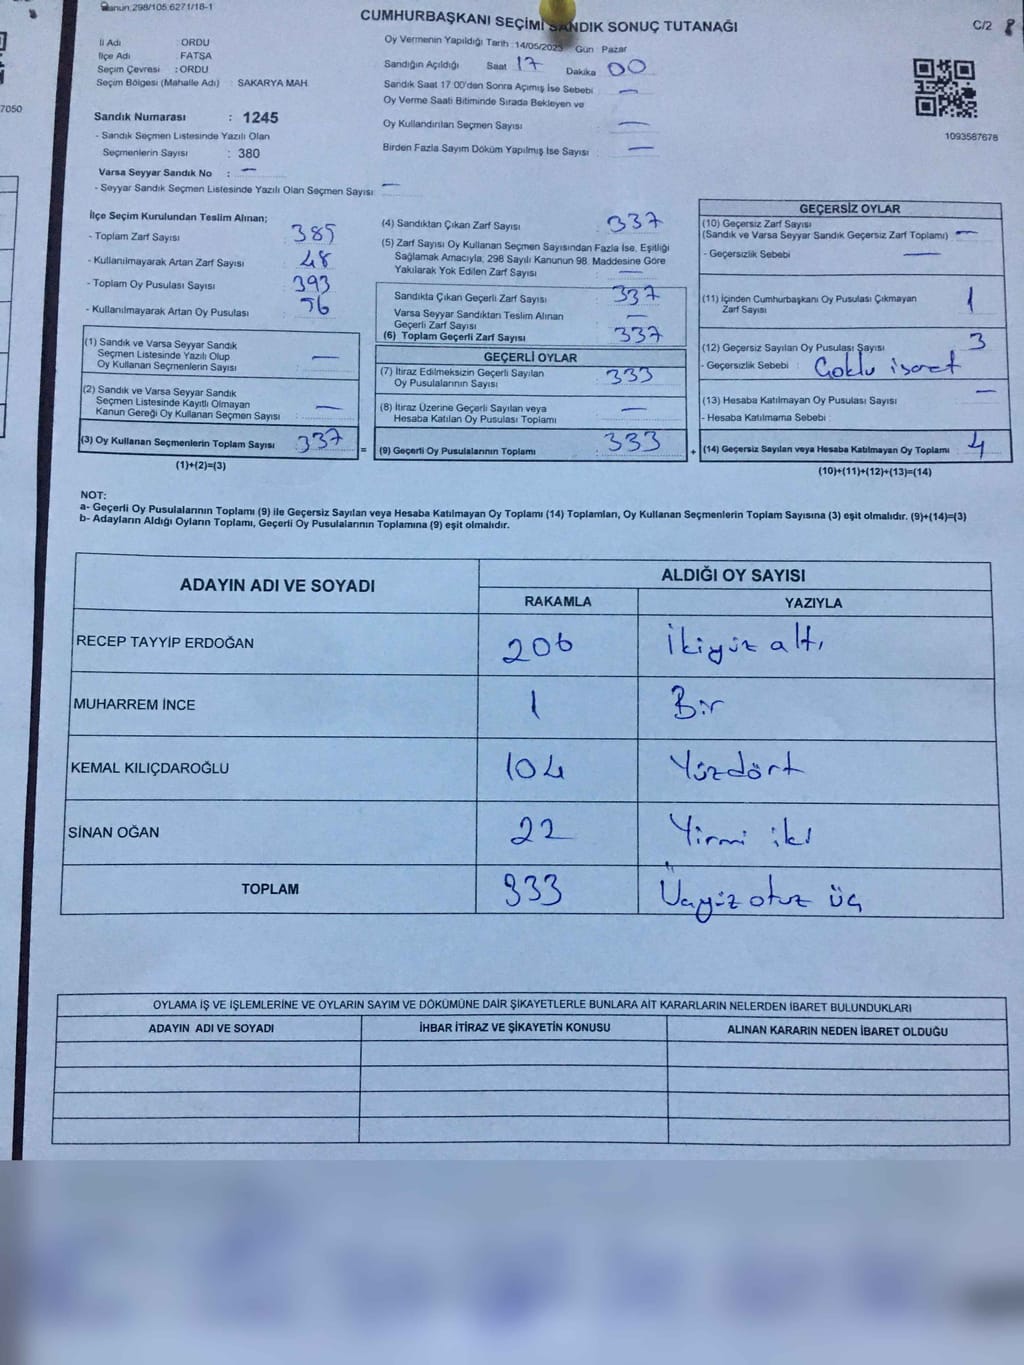 Kanun:298/105.6271/18-1
CUMHURBAŞKANI SEÇİMİ SANDIK SONUÇ TUTANAĞI
C/2 8
İl Adı : ORDU
İlçe Adı : FATSA
Seçim Çevresi : ORDU
Seçim Bölgesi (Mahalle Adı) : SAKARYA MAH
Sandık Numarası : 1245
- Sandık Seçmen Listesinde Yazılı Olan
Seçmenlerin Sayısı : 380
Varsa Seyyar Sandık No : —
- Seyyar Sandık Seçmen Listesinde Yazılı Olan Seçmen Sayısı: —
Oy Vermenin Yapıldığı Tarih :14/05/2023 Gün : Pazar
Sandığın Açıldığı Saat 17 Dakika 00
Sandık Saat 17 00'dan Sonra Açımış İse Sebebi : —
Oy Verme Saati Bitiminde Sırada Bekleyen ve
Oy Kullandırılan Seçmen Sayısı : —
Birden Fazla Sayım Döküm Yapılmış İse Sayısı : —
1093587678
7050
İlçe Seçim Kurulundan Teslim Alınan;
- Toplam Zarf Sayısı : 385
- Kullanılmayarak Artan Zarf Sayısı : 48
- Toplam Oy Pusulası Sayısı : 393
- Kullanılmayarak Artan Oy Pusulası : 56
(1) Sandık ve Varsa Seyyar Sandık
Seçmen Listesinde Yazılı Olup
Oy Kullanan Seçmenlerin Sayısı : —
(2) Sandık ve Varsa Seyyar Sandık
Seçmen Listesinde Kayıtlı Olmayan
Kanun Gereği Oy Kullanan Seçmen Sayısı : —
(3) Oy Kullanan Seçmenlerin Toplam Sayısı : 337
(1)+(2)=(3)
(4) Sandıktan Çıkan Zarf Sayısı : 337
(5) Zarf Sayısı Oy Kullanan Seçmen Sayısından Fazla İse, Eşitliği
Sağlamak Amacıyla, 298 Sayılı Kanunun 98. Maddesine Göre
Yakılarak Yok Edilen Zarf Sayısı : —
Sandıkta Çıkan Geçerli Zarf Sayısı : 337
Varsa Seyyar Sandıktan Teslim Alınan
Geçerli Zarf Sayısı : —
(6) Toplam Geçerli Zarf Sayısı : 337
GEÇERLİ OYLAR
(7) İtiraz Edilmeksizin Geçerli Sayılan
Oy Pusulalarının Sayısı : 333
(8) İtiraz Üzerine Geçerli Sayılan veya
Hesaba Katılan Oy Pusulası Toplamı : —
= (9) Geçerli Oy Pusulalarının Toplamı : 333
GEÇERSİZ OYLAR
(10) Geçersiz Zarf Sayısı
(Sandık ve Varsa Seyyar Sandık Geçersiz Zarf Toplamı) : —
- Geçersizlik Sebebi : —
(11) İçinden Cumhurbaşkanı Oy Pusulası Çıkmayan
Zarf Sayısı : 1
(12) Geçersiz Sayılan Oy Pusulası Sayısı : 3
- Geçersizlik Sebebi : Çoklu işaret
(13) Hesaba Katılmayan Oy Pusulası Sayısı : —
- Hesaba Katılmama Sebebi :
+ (14) Geçersiz Sayılan veya Hesaba Katılmayan Oy Toplamı : 4
(10)+(11)+(12)+(13)=(14)
NOT:
a- Geçerli Oy Pusulalarının Toplamı (9) ile Geçersiz Sayılan veya Hesaba Katılmayan Oy Toplamı (14) Toplamları, Oy Kullanan Seçmenlerin Toplam Sayısına (3) eşit olmalıdır. (9)+(14)=(3)
b- Adayların Aldığı Oyların Toplamı, Geçerli Oy Pusulalarının Toplamına (9) eşit olmalıdır.
ADAYIN ADI VE SOYADI ALDIĞI OY SAYISI
RAKAMLA YAZIYLA
RECEP TAYYİP ERDOĞAN 206 İkiyüz altı
MUHARREM İNCE 1 Bir
KEMAL KILIÇDAROĞLU 104 Yüzdört
SİNAN OĞAN 22 Yirmi iki
TOPLAM 333 Üçyüz otuz üç
OYLAMA İŞ VE İŞLEMLERİNE VE OYLARIN SAYIM VE DÖKÜMÜNE DAİR ŞİKAYETLERLE BUNLARA AİT KARARLARIN NELERDEN İBARET BULUNDUKLARI
ADAYIN ADI VE SOYADI İHBAR İTİRAZ VE ŞİKAYETİN KONUSU ALINAN KARARIN NEDEN İBARET OLDUĞU